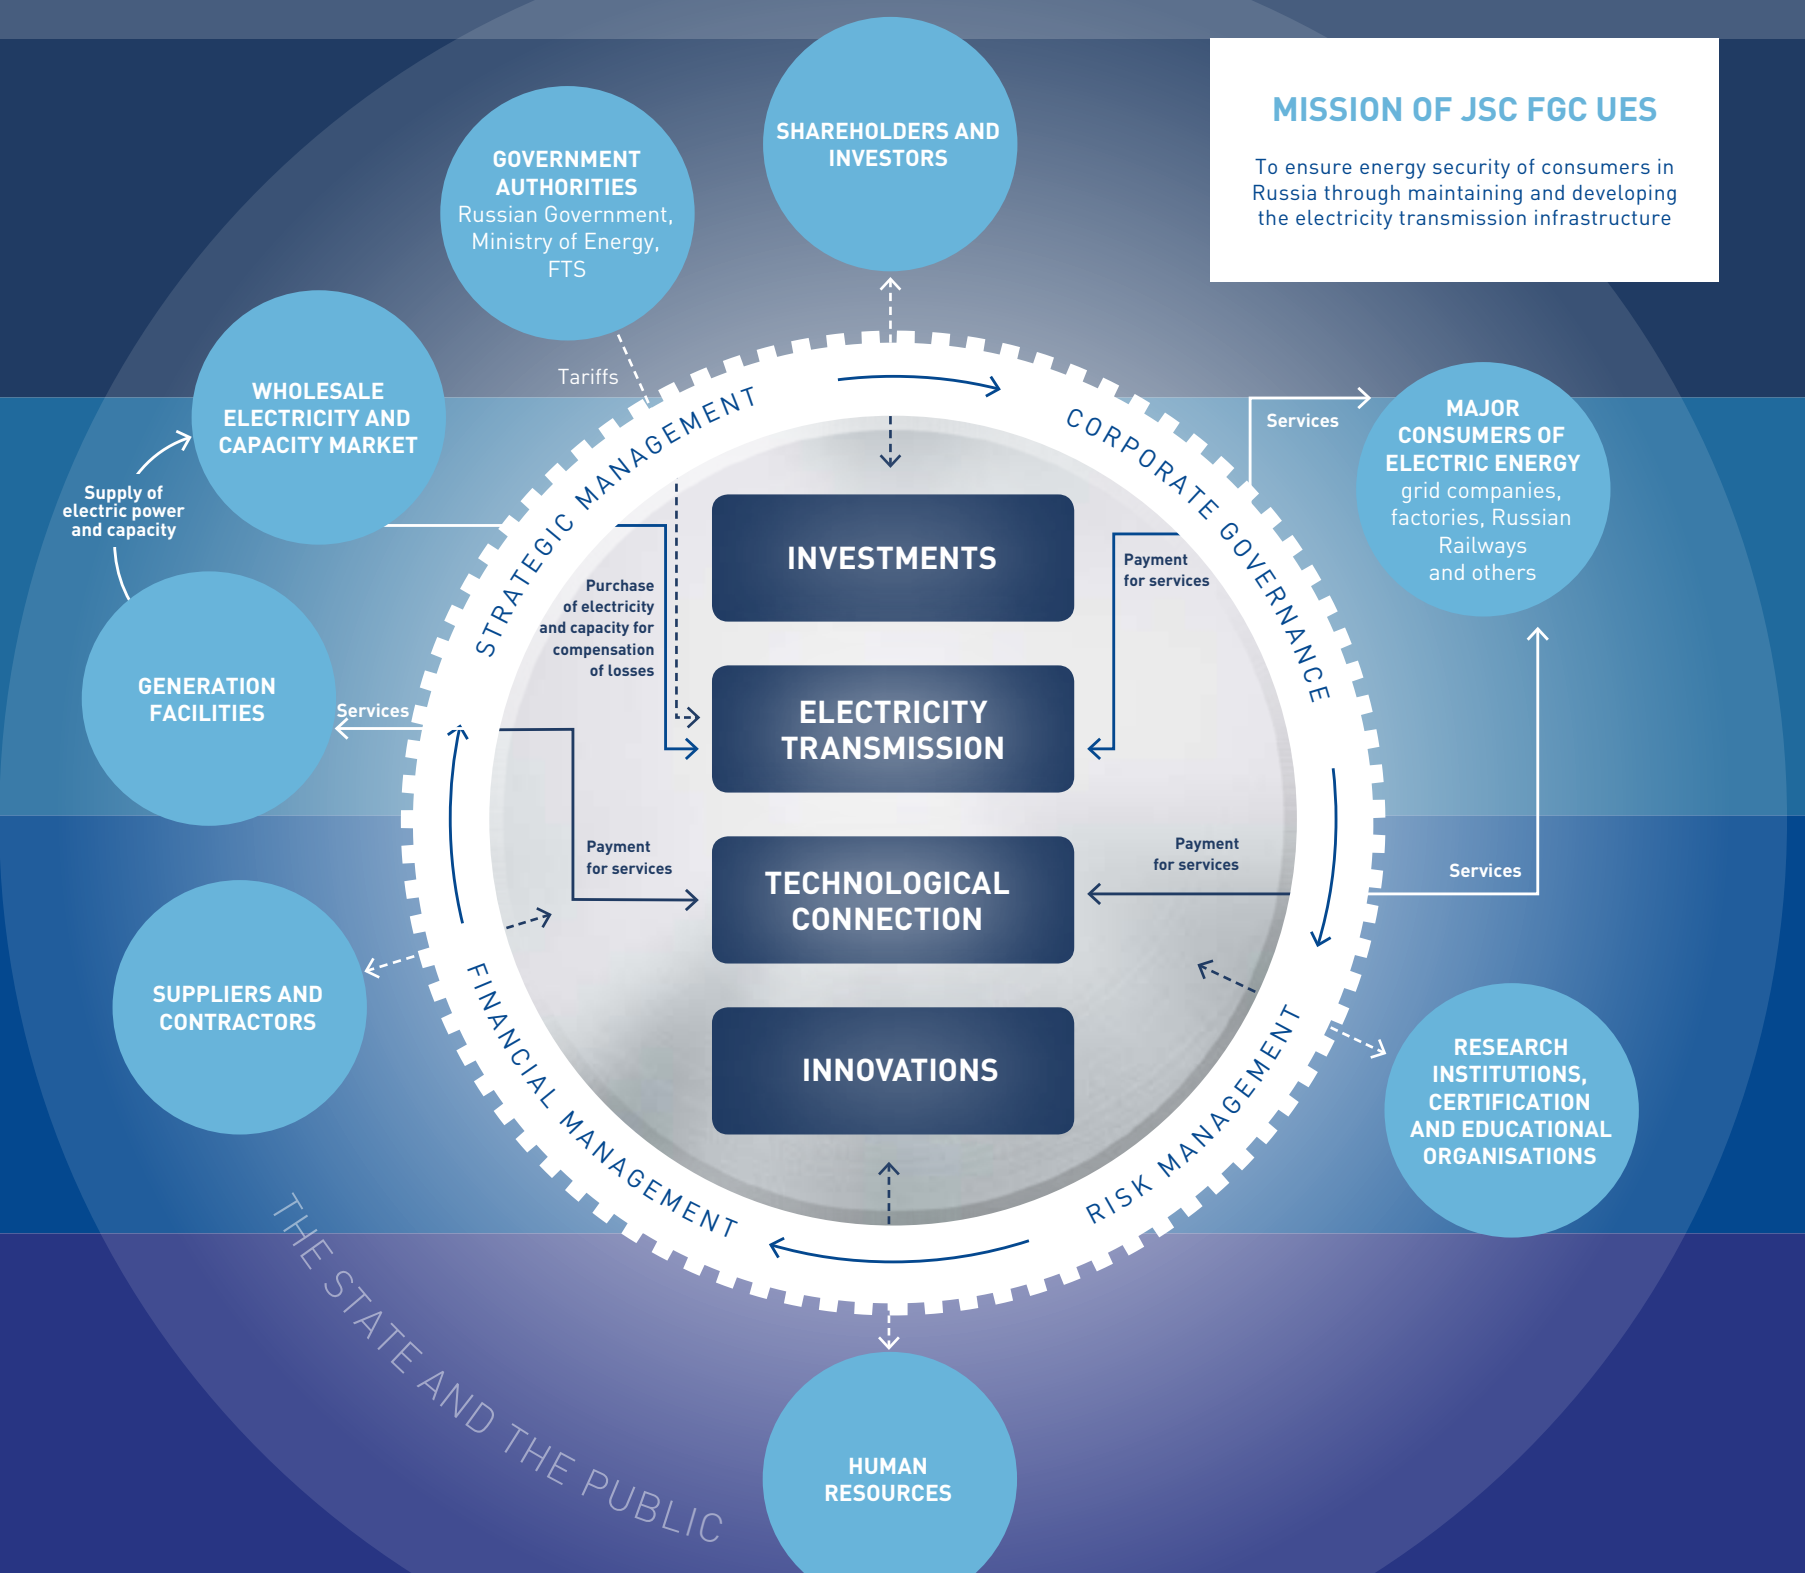 SHAREHOLDERS AND
INVESTORS
MISSION OF JSC FGC UES
To ensure energy security of consumers in
Russia through maintaining and developing
the electricity transmission infrastructure
GOVERNMENT
AUTHORITIES
Russian Government,
Ministry of Energy,
FTS
Tariffs
WHOLESALE
ELECTRICITY AND
CAPACITY MARKET
Supply of
electric power
and capacity
GENERATION
FACILITIES
Services
STRATEGIC MANAGEMENT
CORPORATE GOVERNANCE
Services
MAJOR
CONSUMERS OF
ELECTRIC ENERGY
grid companies,
factories, Russian
Railways
and others
INVESTMENTS
Purchase
of electricity
and capacity for
compensation
of losses
Payment
for services
ELECTRICITY
TRANSMISSION
Payment
for services
TECHNOLOGICAL
CONNECTION
Payment
for services
Services
INNOVATIONS
SUPPLIERS AND
CONTRACTORS
FINANCIAL MANAGEMENT
RISK MANAGEMENT
RESEARCH
INSTITUTIONS,
CERTIFICATION
AND EDUCATIONAL
ORGANISATIONS
THE STATE AND THE PUBLIC
HUMAN
RESOURCES